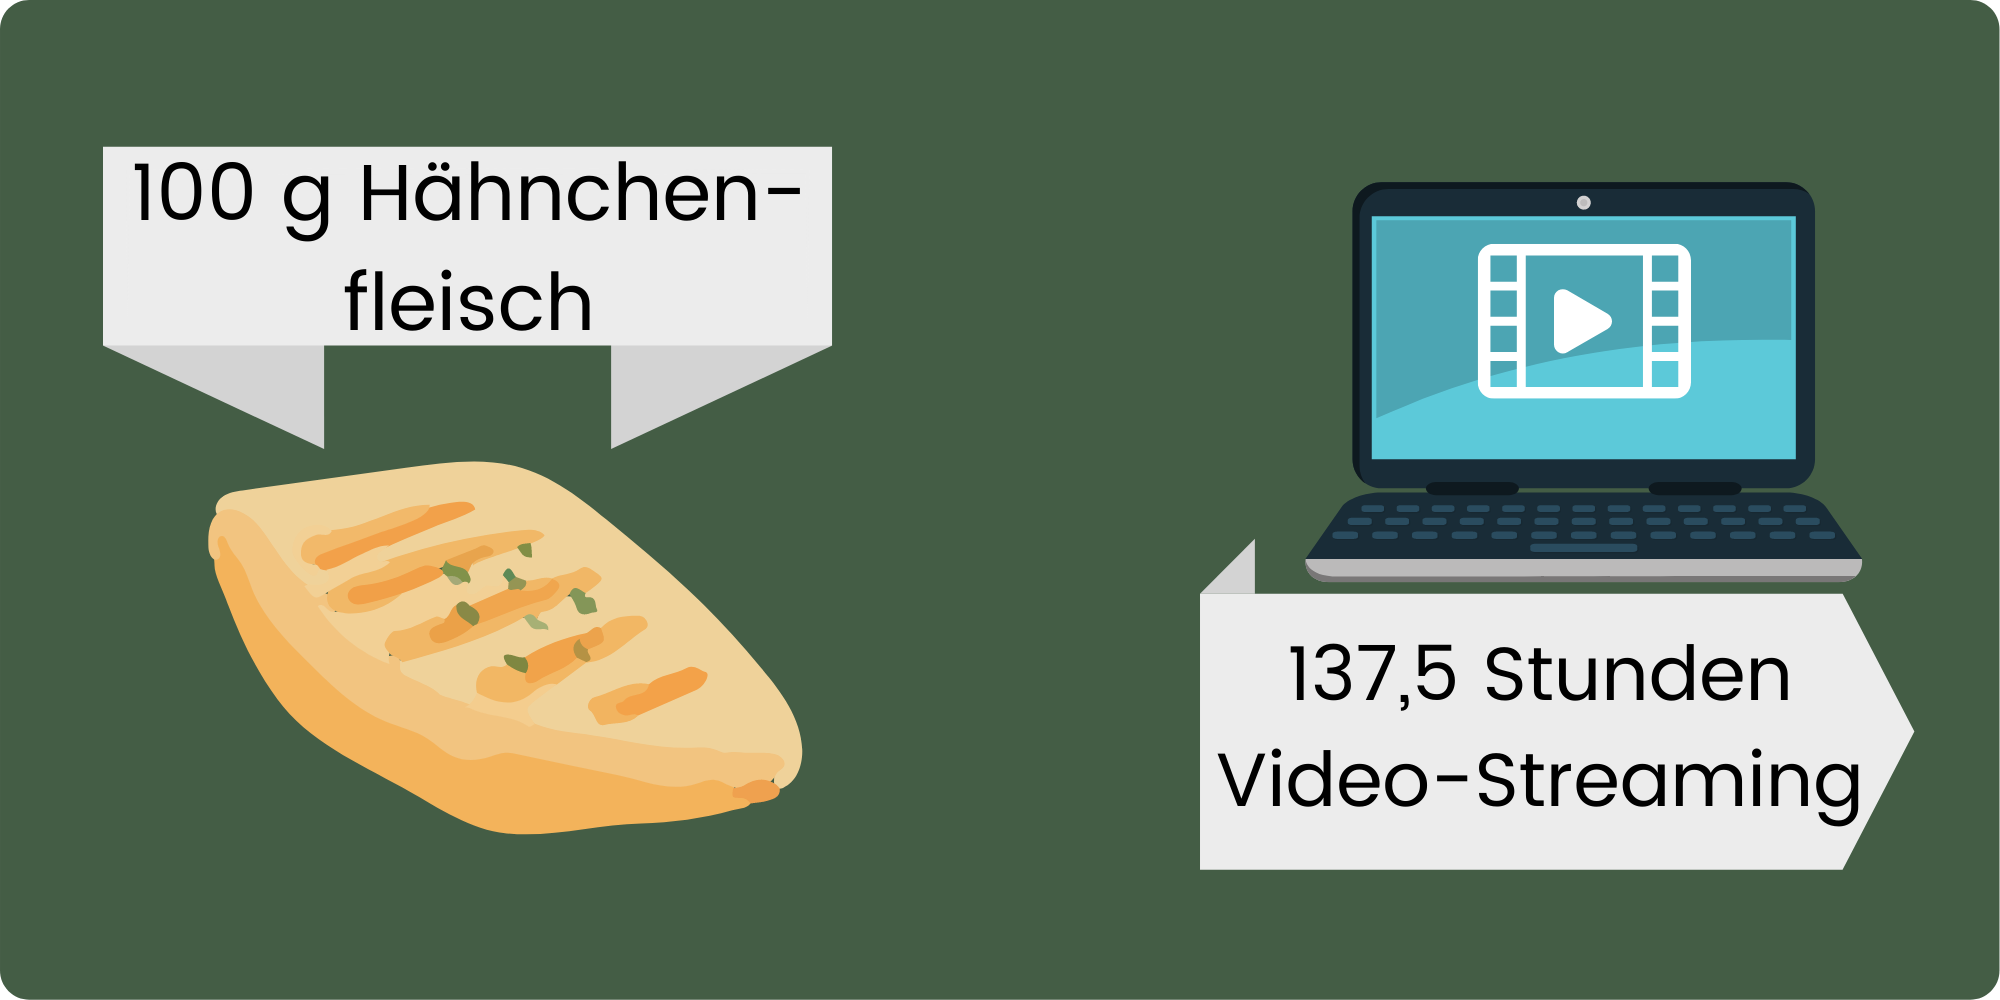 100 g Hähnchen-
fleisch
137,5 Stunden
Video-Streaming